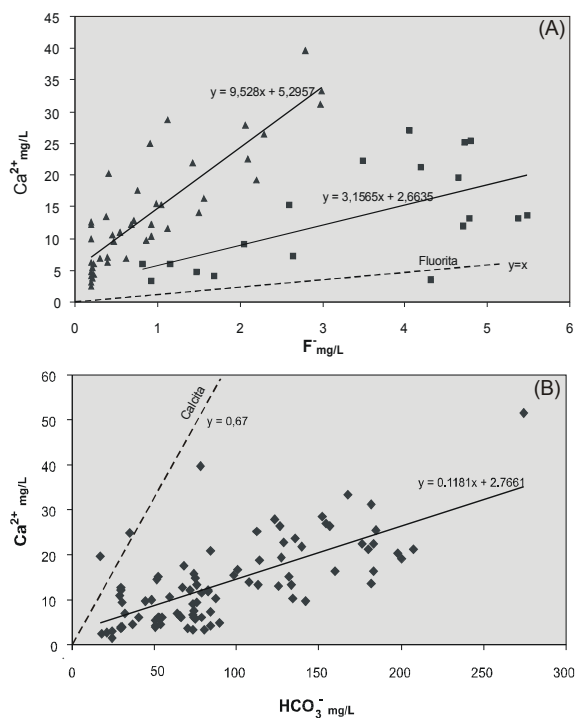 (A)
45
40
35
30
25
20
15
10
5
0
Ca2+ mg/L
y = 9,528x + 5,2957
y = 3,1565x + 2,6635
Fluorita
y=x
0 1 2 3 4 5 6
F- mg/L
(B)
60
50
40
30
20
10
0
Ca2+ mg/L
Calcita
y = 0,67
y = 0.1181x + 2.7661
0 50 100 150 200 250 300
HCO3- mg/L